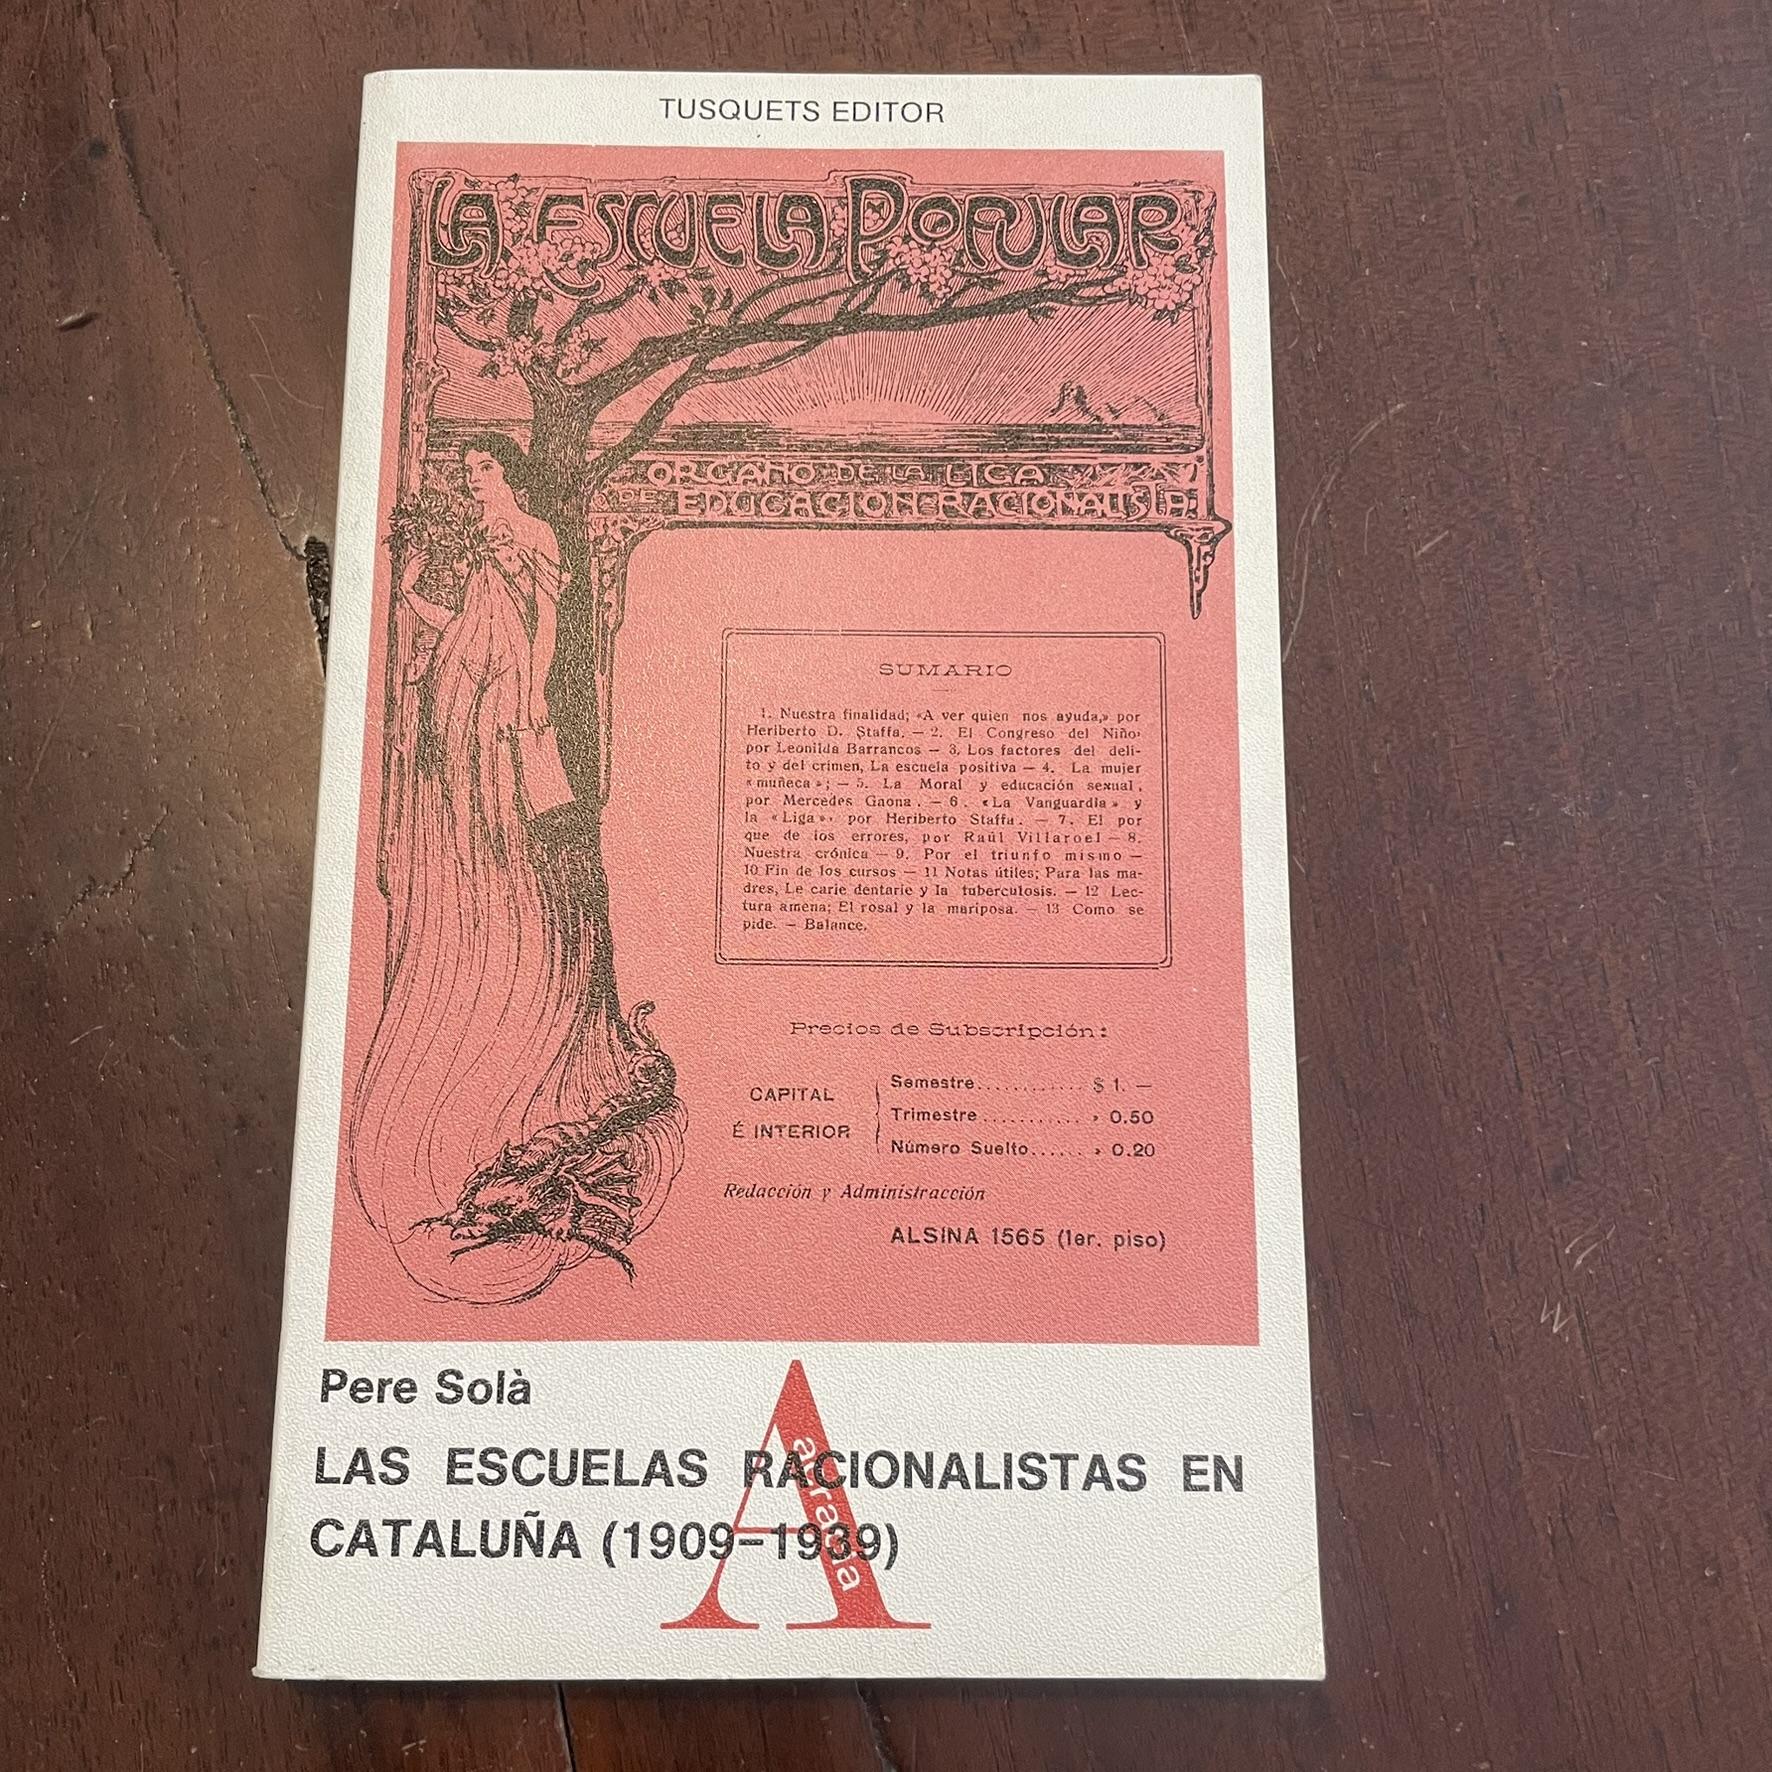 TUSQUETS EDITOR
LA ESCUELA POPULAR
ORGANO DE LA LIGA
DE EDUCACION RACIONALISTA
SUMARIO
1. Nuestra finalidad; «A ver quien nos ayuda,» por
Heriberto D. Staffa. — 2. El Congreso del Niño›
por Leonilda Barrancos — 3. Los factores del deli-
to y del crimen, La escuela positiva — 4. La mujer
«muñeca»; — 5. La Moral y educación sexual,
por Mercedes Gaona. — 6. «La Vanguardia» y
la «Liga», por Heriberto Staffa. — 7. El por
que de los errores, por Raúl Villaroel — 8.
Nuestra crónica — 9. Por el triunfo mismo —
10 Fin de los cursos — 11 Notas útiles; Para las ma-
dres, Le carie dentarie y la tuberculosis. — 12 Lec-
tura amena; El rosal y la mariposa. — 13 Como se
pide. — Balance.
Precios de Subscripción:
CAPITAL
É INTERIOR
Semestre............ $ 1. —
Trimestre........... » 0.50
Número Suelto...... » 0.20
Redacción y Administracción
ALSINA 1565 (1er. piso)
Pere Solà
LAS ESCUELAS RACIONALISTAS EN
CATALUÑA (1909–1939)
A
acracia